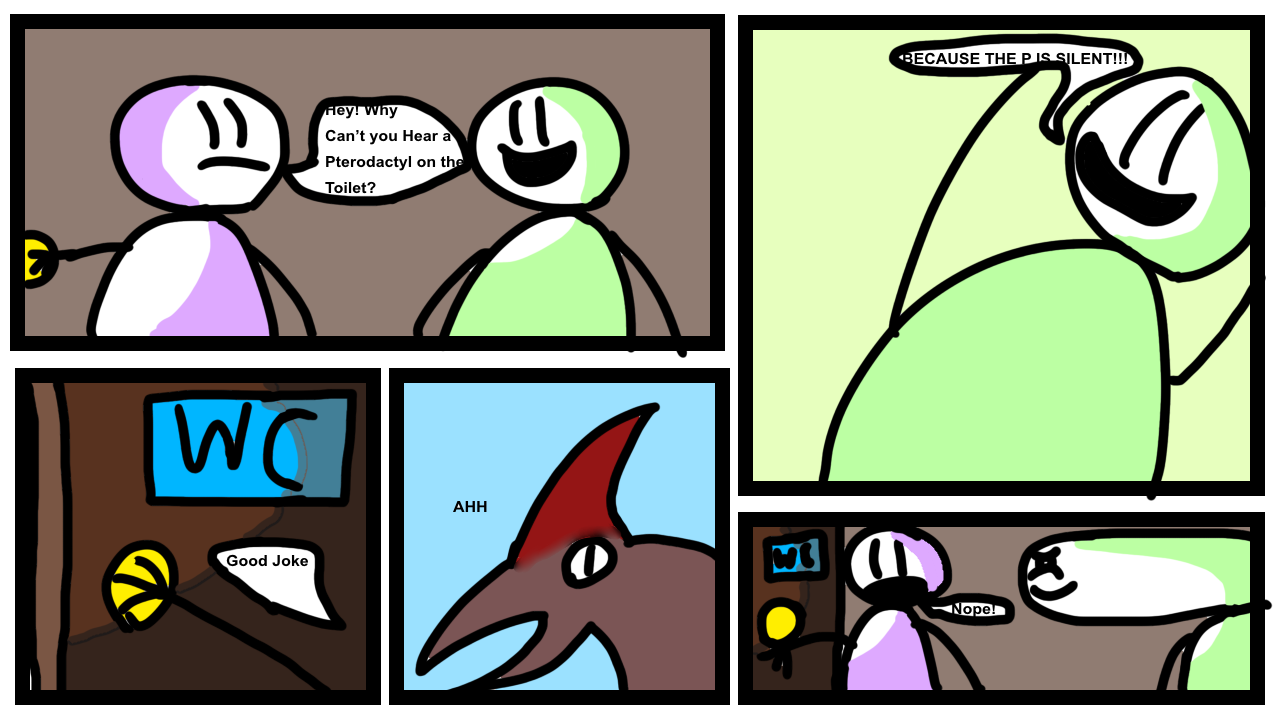 Hey! Why
Can't you Hear a
Pterodactyl on the
Toilet?
BECAUSE THE P IS SILENT!!!
WC
Good Joke
AHH
WC
Nope!